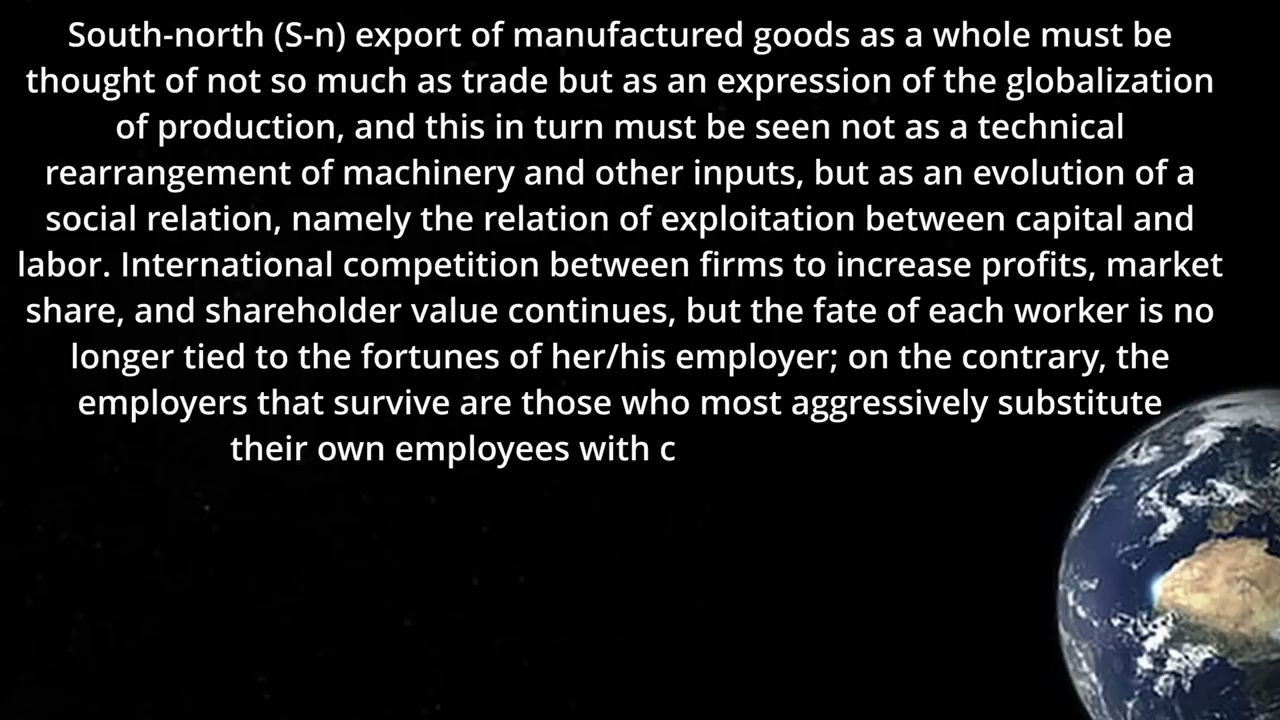 South-north (S-n) export of manufactured goods as a whole must be
thought of not so much as trade but as an expression of the globalization
of production, and this in turn must be seen not as a technical
rearrangement of machinery and other inputs, but as an evolution of a
social relation, namely the relation of exploitation between capital and
labor. International competition between firms to increase profits, market
share, and shareholder value continues, but the fate of each worker is no
longer tied to the fortunes of her/his employer; on the contrary, the
employers that survive are those who most aggressively substitute
their own employees with c